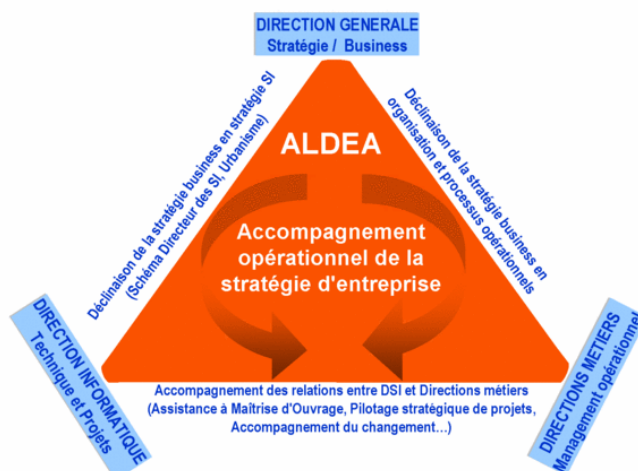 DIRECTION GENERALE
Stratégie / Business
Déclinaison de la stratégie business en stratégie SI
(Schéma Directeur des SI, Urbanisme)
Déclinaison de la stratégie business en
organisation et processus opérationnels
ALDEA
Accompagnement
opérationnel de la
stratégie d'entreprise
DIRECTION INFORMATIQUE
Technique et Projets
DIRECTIONS METIERS
Management opérationnel
Accompagnement des relations entre DSI et Directions métiers
(Assistance à Maîtrise d'Ouvrage, Pilotage stratégique de projets,
Accompagnement du changement...)